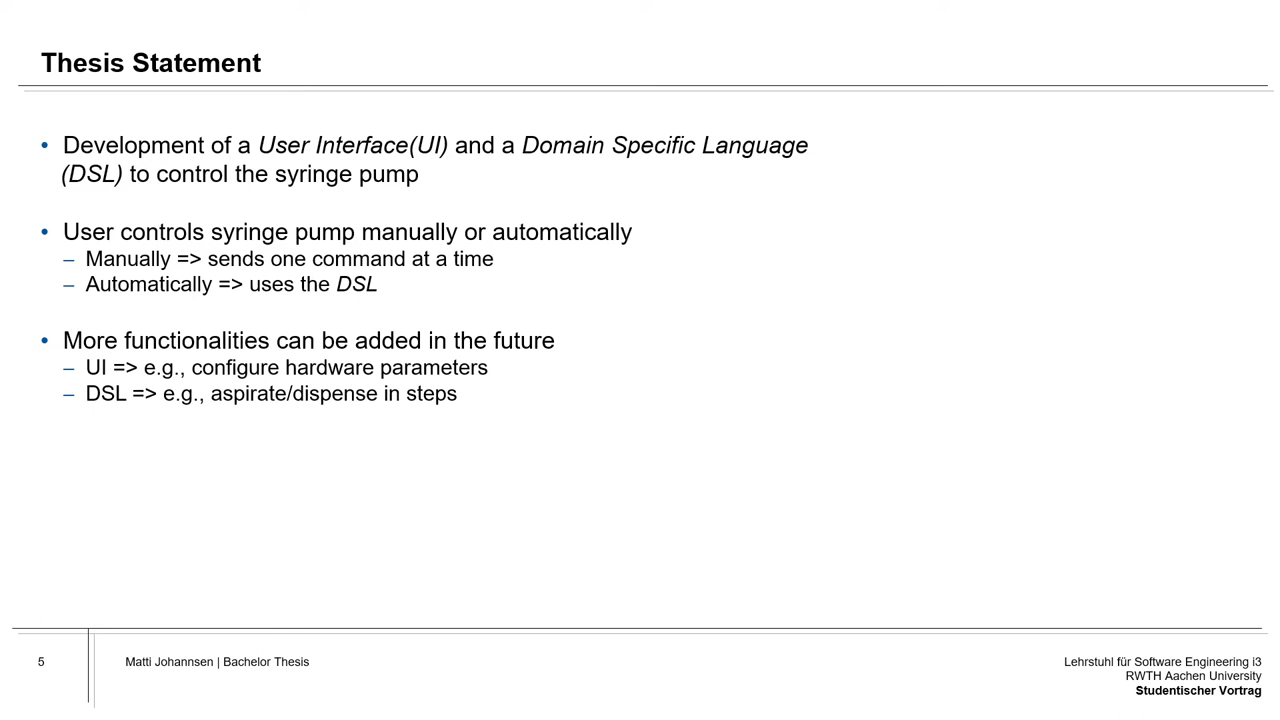 Thesis Statement
• Development of a User Interface(UI) and a Domain Specific Language
(DSL) to control the syringe pump
• User controls syringe pump manually or automatically
– Manually => sends one command at a time
– Automatically => uses the DSL
• More functionalities can be added in the future
– UI => e.g., configure hardware parameters
– DSL => e.g., aspirate/dispense in steps
5
Matti Johannsen | Bachelor Thesis
Lehrstuhl für Software Engineering i3
RWTH Aachen University
Studentischer Vortrag